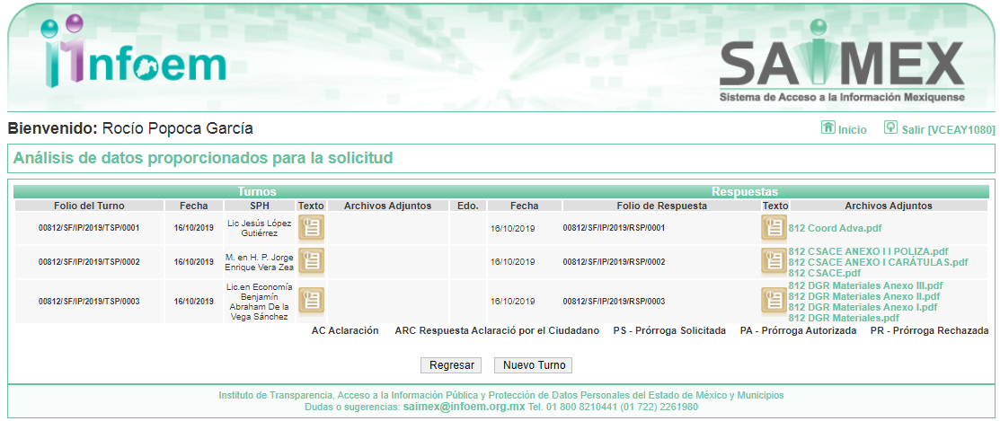 infoem
SAIMEX
Sistema de Acceso a la Información Mexiquense
Bienvenido: Rocío Popoca García
Inicio
Salir [VCEAY1080]
Análisis de datos proporcionados para la solicitud
Turnos
Respuestas
Folio del Turno Fecha SPH Texto Archivos Adjuntos Edo. Fecha Folio de Respuesta Texto Archivos Adjuntos
00812/SF/IP/2019/TSP/0001 16/10/2019
Lic Jesús López
Gutiérrez
16/10/2019 00812/SF/IP/2019/RSP/0001
812 Coord Adva.pdf
00812/SF/IP/2019/TSP/0002 16/10/2019
M. en H. P. Jorge
Enrique Vera Zea
16/10/2019 00812/SF/IP/2019/RSP/0002
812 CSACE ANEXO I I POLIZA.pdf
812 CSACE ANEXO I CARÁTULAS.pdf
812 CSACE.pdf
00812/SF/IP/2019/TSP/0003 16/10/2019
Lic.en Economía
Benjamín
Abraham De la
Vega Sánchez
16/10/2019 00812/SF/IP/2019/RSP/0003
812 DGR Materiales Anexo III.pdf
812 DGR Materiales Anexo II.pdf
812 DGR Materiales Anexo I.pdf
812 DGR Materiales.pdf
AC Aclaración ARC Respuesta Aclaració por el Ciudadano PS - Prórroga Solicitada PA - Prórroga Autorizada PR - Prórroga Rechazada
Regresar Nuevo Turno
Instituto de Transparencia, Acceso a la Información Pública y Protección de Datos Personales del Estado de México y Municipios
Dudas o sugerencias: saimex@infoem.org.mx Tel. 01 800 8210441 (01 722) 2261980